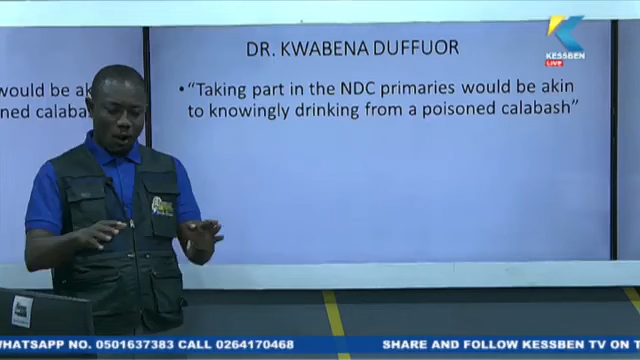 KESSBEN
LIVE
DR. KWABENA DUFFUOR
would be ak
• “Taking part in the NDC primaries would be akin
ned calaba
to knowingly drinking from a poisoned calabash”
WHATSAPP NO. 0501637383 CALL 0264170468 SHARE AND FOLLOW KESSBEN TV ON T